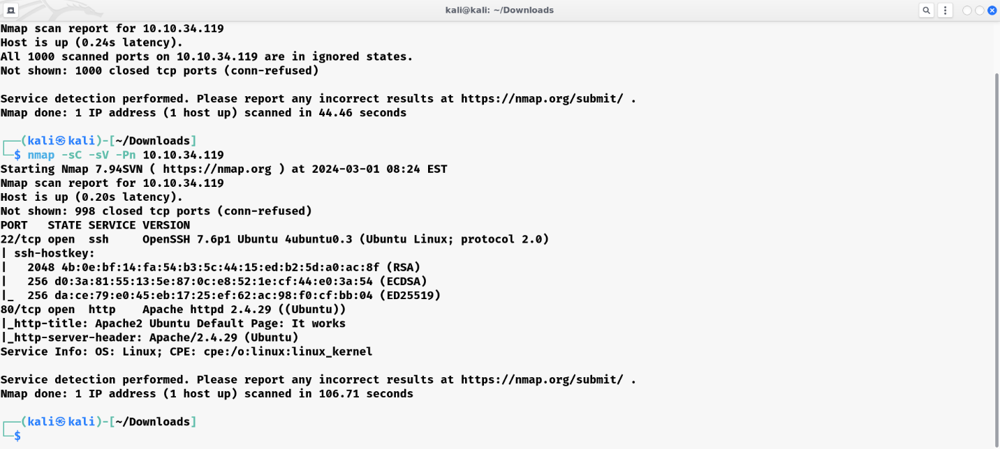 kali@kali: ~/Downloads
Nmap scan report for 10.10.34.119
Host is up (0.24s latency).
All 1000 scanned ports on 10.10.34.119 are in ignored states.
Not shown: 1000 closed tcp ports (conn-refused)
Service detection performed. Please report any incorrect results at https://nmap.org/submit/ .
Nmap done: 1 IP address (1 host up) scanned in 44.46 seconds
┌──(kali㉿kali)-[~/Downloads]
└─$ nmap -sC -sV -Pn 10.10.34.119
Starting Nmap 7.94SVN ( https://nmap.org ) at 2024-03-01 08:24 EST
Nmap scan report for 10.10.34.119
Host is up (0.20s latency).
Not shown: 998 closed tcp ports (conn-refused)
PORT   STATE SERVICE VERSION
22/tcp open  ssh     OpenSSH 7.6p1 Ubuntu 4ubuntu0.3 (Ubuntu Linux; protocol 2.0)
| ssh-hostkey:
|   2048 4b:0e:bf:14:fa:54:b3:5c:44:15:ed:b2:5d:a0:ac:8f (RSA)
|   256 d0:3a:81:55:13:5e:87:0c:e8:52:1e:cf:44:e0:3a:54 (ECDSA)
|_  256 da:ce:79:e0:45:eb:17:25:ef:62:ac:98:f0:cf:bb:04 (ED25519)
80/tcp open  http    Apache httpd 2.4.29 ((Ubuntu))
|_http-title: Apache2 Ubuntu Default Page: It works
|_http-server-header: Apache/2.4.29 (Ubuntu)
Service Info: OS: Linux; CPE: cpe:/o:linux:linux_kernel
Service detection performed. Please report any incorrect results at https://nmap.org/submit/ .
Nmap done: 1 IP address (1 host up) scanned in 106.71 seconds
┌──(kali㉿kali)-[~/Downloads]
└─$